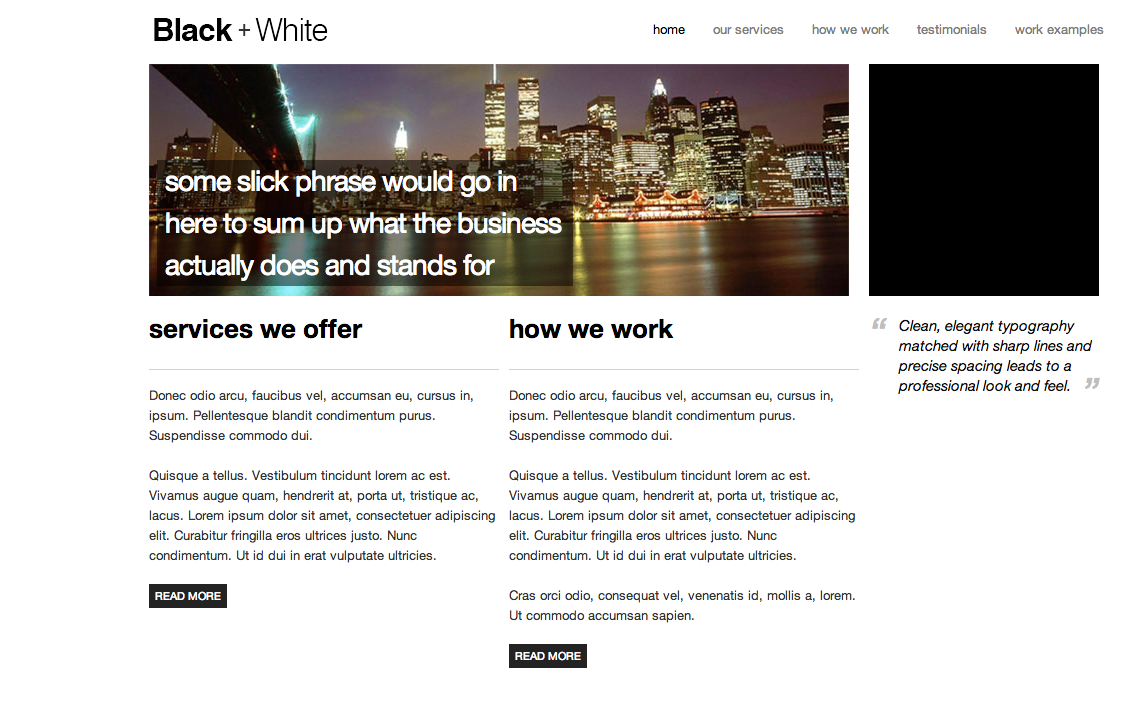 Black + White
home our services how we work testimonials work examples
some slick phrase would go in
here to sum up what the business
actually does and stands for
services we offer
Donec odio arcu, faucibus vel, accumsan eu, cursus in,
ipsum. Pellentesque blandit condimentum purus.
Suspendisse commodo dui.
Quisque a tellus. Vestibulum tincidunt lorem ac est.
Vivamus augue quam, hendrerit at, porta ut, tristique ac,
lacus. Lorem ipsum dolor sit amet, consectetuer adipiscing
elit. Curabitur fringilla eros ultrices justo. Nunc
condimentum. Ut id dui in erat vulputate ultricies.
READ MORE
how we work
Donec odio arcu, faucibus vel, accumsan eu, cursus in,
ipsum. Pellentesque blandit condimentum purus.
Suspendisse commodo dui.
Quisque a tellus. Vestibulum tincidunt lorem ac est.
Vivamus augue quam, hendrerit at, porta ut, tristique ac,
lacus. Lorem ipsum dolor sit amet, consectetuer adipiscing
elit. Curabitur fringilla eros ultrices justo. Nunc
condimentum. Ut id dui in erat vulputate ultricies.
Cras orci odio, consequat vel, venenatis id, mollis a, lorem.
Ut commodo accumsan sapien.
READ MORE
“ Clean, elegant typography
matched with sharp lines and
precise spacing leads to a
professional look and feel. ”